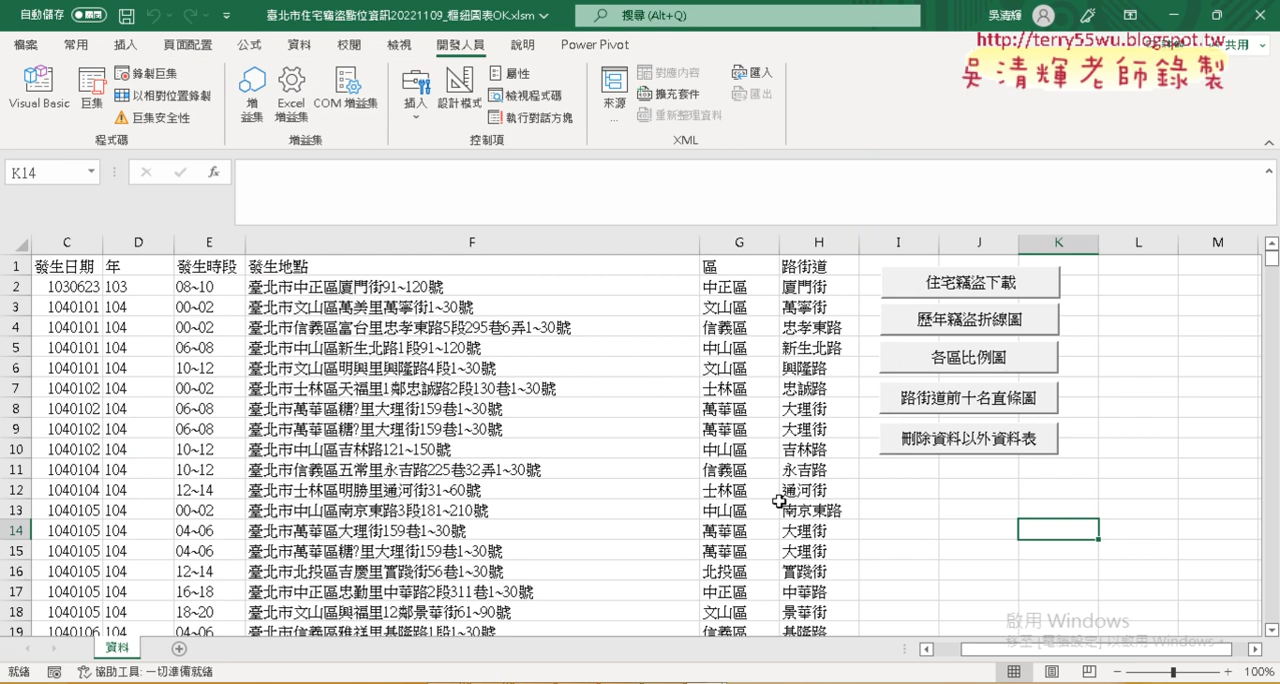 自動儲存 臺北市住宅竊盜點位資訊20221109_樞紐圖表OK.xlsm 搜尋 (Alt+Q) 吳清輝
檔案 常用 插入 頁面配置 公式 資料 校閱 檢視 開發人員 說明 Power Pivot 共用
http://terry55wu.blogspot.tw
吳清輝老師錄製
Visual Basic 巨集 錄製巨集 以相對位置錄製 巨集安全性
增益集 Excel 增益集 COM 增益集
插入 設計模式 屬性 檢視程式碼 執行對話方塊
來源... 對應內容 擴充套件 重新整理資料 匯入 匯出
程式碼 增益集 控制項 XML
K14 fx
C D E F G H I J K L M
1 發生日期 年 發生時段 發生地點 區 路街道
2 1030623 103 08~10 臺北市中正區廈門街91~120號 中正區 廈門街
3 1040101 104 00~02 臺北市文山區萬美里萬寧街1~30號 文山區 萬寧街
4 1040101 104 00~02 臺北市信義區富台里忠孝東路5段295巷6弄1~30號 信義區 忠孝東路
5 1040101 104 06~08 臺北市中山區新生北路1段91~120號 中山區 新生北路
6 1040101 104 10~12 臺北市文山區明興里興隆路4段1~30號 文山區 興隆路
7 1040102 104 00~02 臺北市士林區天福里1鄰忠誠路2段130巷1~30號 士林區 忠誠路
8 1040102 104 06~08 臺北市萬華區糖?里大理街159巷1~30號 萬華區 大理街
9 1040102 104 06~08 臺北市萬華區糖?里大理街159巷1~30號 萬華區 大理街
10 1040102 104 10~12 臺北市中山區吉林路121~150號 中山區 吉林路
11 1040104 104 10~12 臺北市信義區五常里永吉路225巷32弄1~30號 信義區 永吉路
12 1040104 104 12~14 臺北市士林區明勝里通河街31~60號 士林區 通河街
13 1040105 104 00~02 臺北市中山區南京東路3段181~210號 中山區 南京東路
14 1040105 104 04~06 臺北市萬華區大理街159巷1~30號 萬華區 大理街
15 1040105 104 04~06 臺北市萬華區糖?里大理街159巷1~30號 萬華區 大理街
16 1040105 104 12~14 臺北市北投區吉慶里實踐街56巷1~30號 北投區 實踐街
17 1040105 104 16~18 臺北市中正區忠勤里中華路2段311巷1~30號 中正區 中華路
18 1040105 104 18~20 臺北市文山區興福里12鄰景華街61~90號 文山區 景華街
19 1040106 104 04~06 臺北市信義區雅祥里基隆路1段1~30號 信義區 基隆路
住宅竊盜下載
歷年竊盜折線圖
各區比例圖
路街道前十名直條圖
刪除資料以外資料表
啟用 Windows
移至 [電腦設定] 以啟用 Windows。
資料
就緒 協助工具: 一切準備就緒 100%